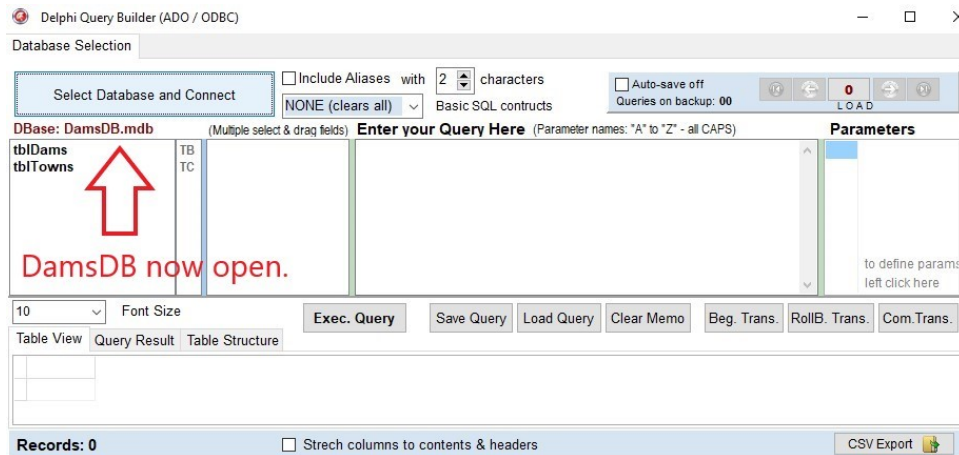 Delphi Query Builder (ADO / ODBC)
Database Selection
Select Database and Connect
Include Aliases with 2 characters
NONE (clears all) Basic SQL contructs
Auto-save off
Queries on backup: 00
0
LOAD
DBase: DamsDB.mdb (Multiple select & drag fields) Enter your Query Here (Parameter names: "A" to "Z" - all CAPS) Parameters
tblDams TB
tblTowns TC
DamsDB now open.
to define params
left click here
10 Font Size
Exec. Query Save Query Load Query Clear Memo Beg. Trans. RollB. Trans. Com.Trans.
Table View Query Result Table Structure
Records: 0 Strech columns to contents & headers CSV Export